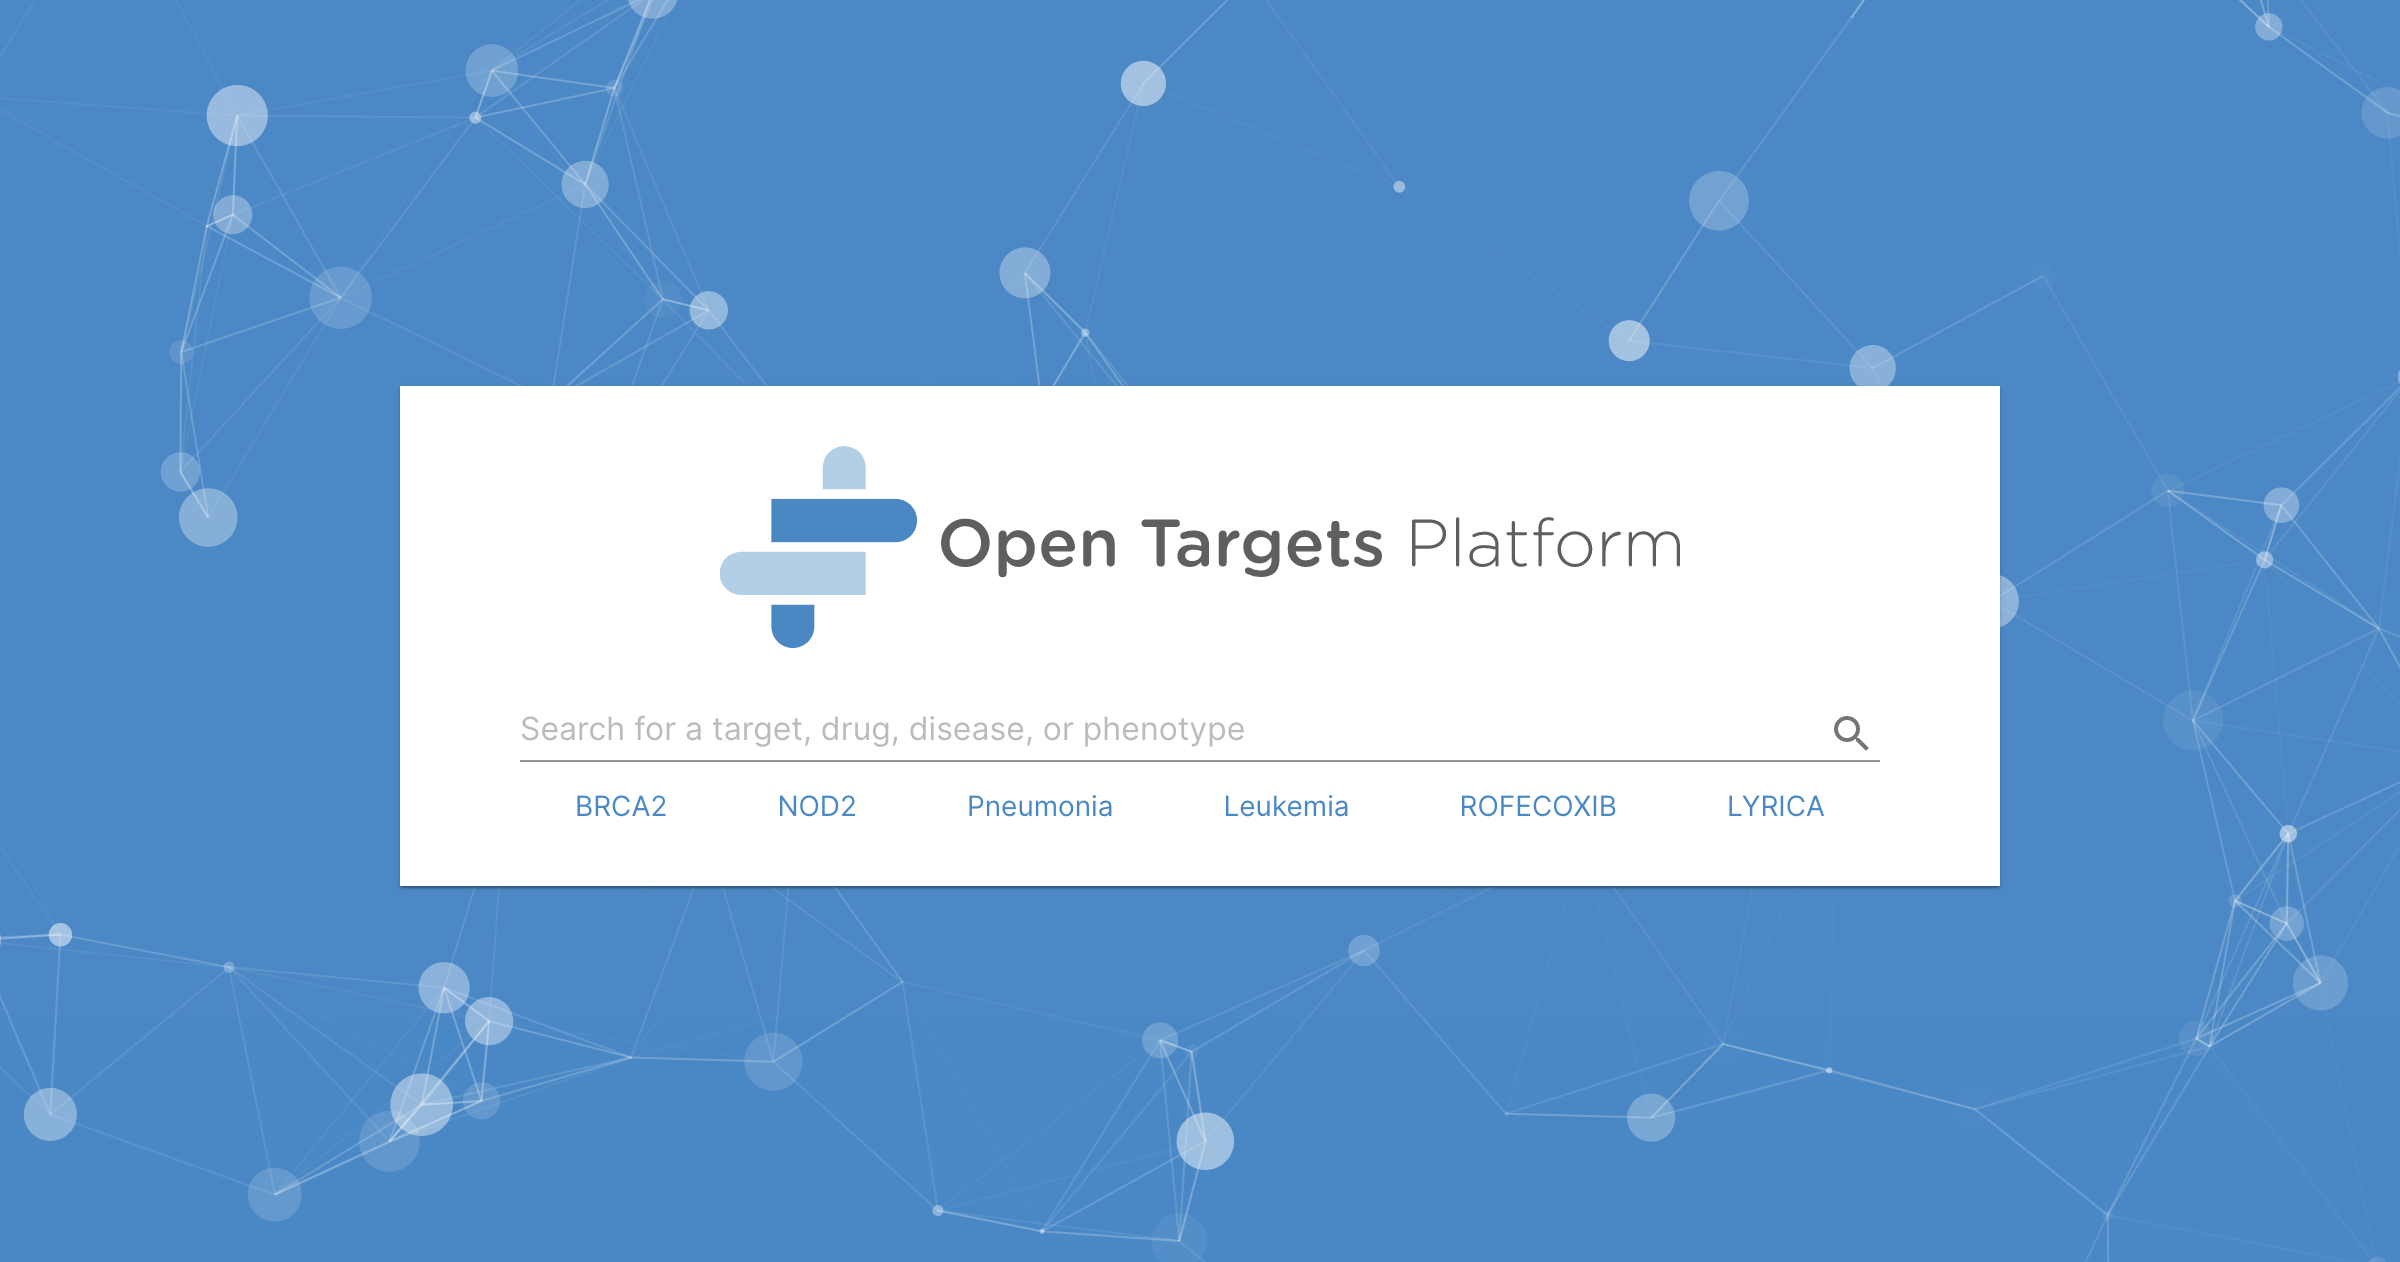 Open Targets Platform
Search for a target, drug, disease, or phenotype
BRCA2 NOD2 Pneumonia Leukemia ROFECOXIB LYRICA